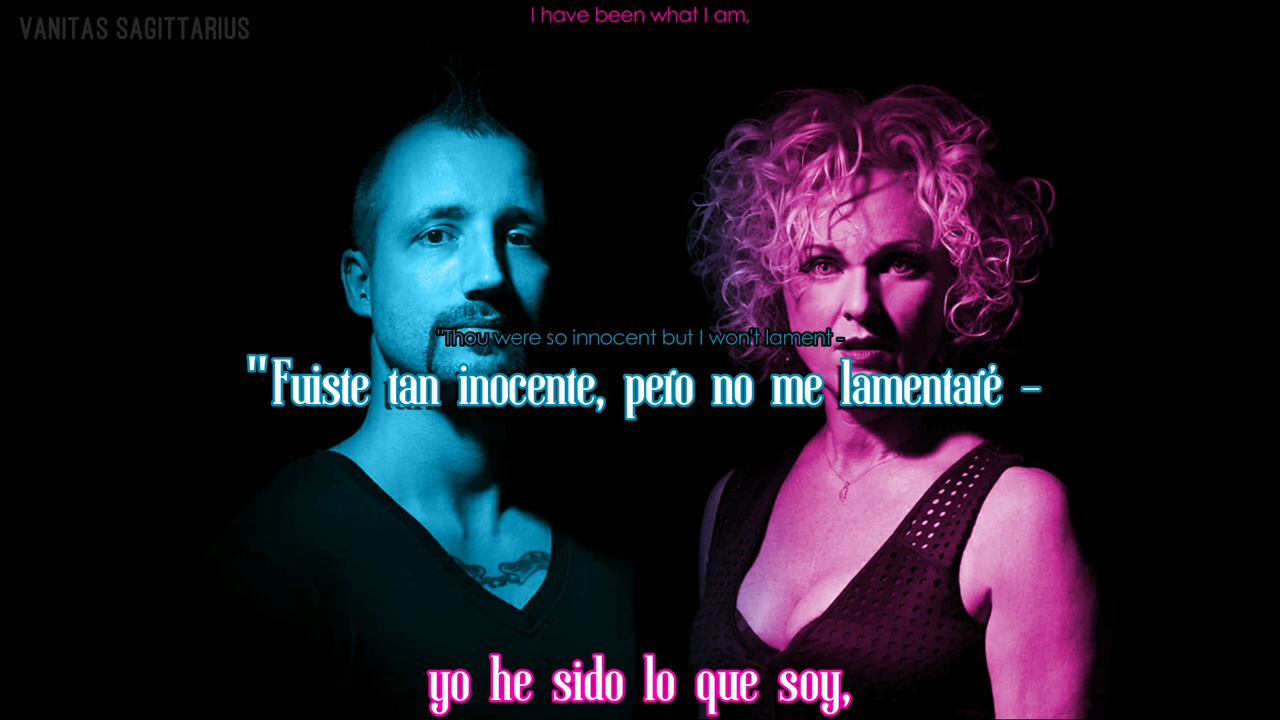 VANITAS SAGITTARIUS
I have been what I am,
"Thou were so innocent but I won't lament -
"Fuiste tan inocente, pero no me lamentaré -
yo he sido lo que soy,